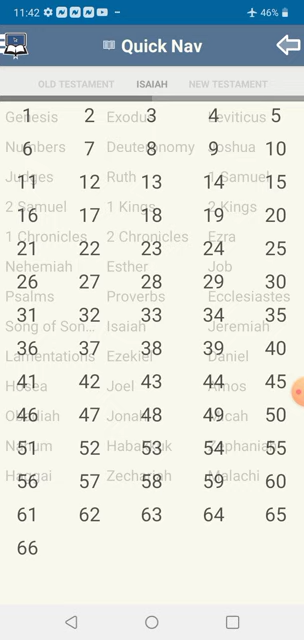 11:42 46%
Quick Nav
OLD TESTAMENT ISAIAH NEW TESTAMENT
1 2 3 4 5
Genesis Exodus Leviticus
6 7 8 9 10
Numbers Deuteronomy Joshua
11 12 13 14 15
Judges Ruth 1 Samuel
16 17 18 19 20
2 Samuel 1 Kings 2 Kings
21 22 23 24 25
1 Chronicles 2 Chronicles Ezra
26 27 28 29 30
Nehemiah Esther Job
31 32 33 34 35
Psalms Proverbs Ecclesiastes
36 37 38 39 40
Song of Son... Isaiah Jeremiah
41 42 43 44 45
Lamentations Ezekiel Daniel
46 47 48 49 50
Hosea Joel Amos
51 52 53 54 55
Obadiah Jonah Micah
56 57 58 59 60
Nahum Habakkuk Zephaniah
61 62 63 64 65
Haggai Zechariah Malachi
66